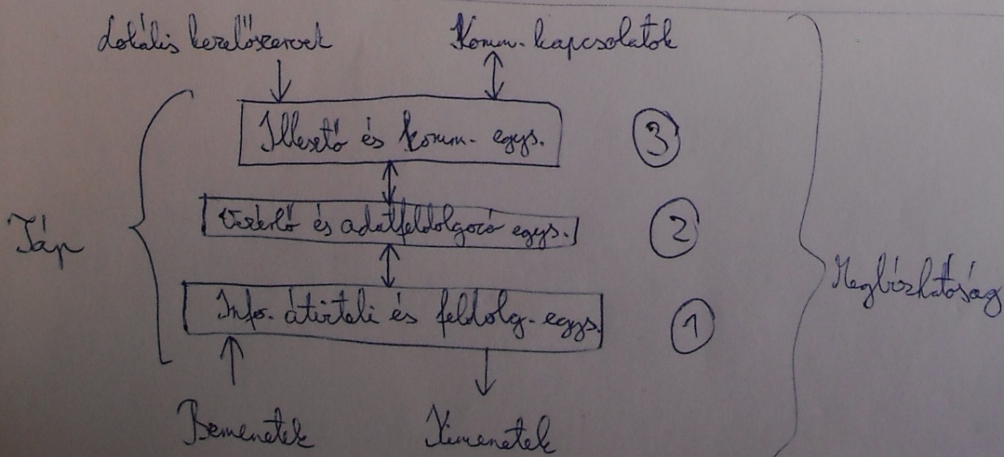 Lokális kezelőszervek
Komm. kapcsolatok
Illesztő és komm. egys.
3
Vezérlő és adatfeldolgozó egys.
2
Táp
Megbízhatóság
Info. átvételi és feldolg. egys.
1
Bemenetek
Kimenetek